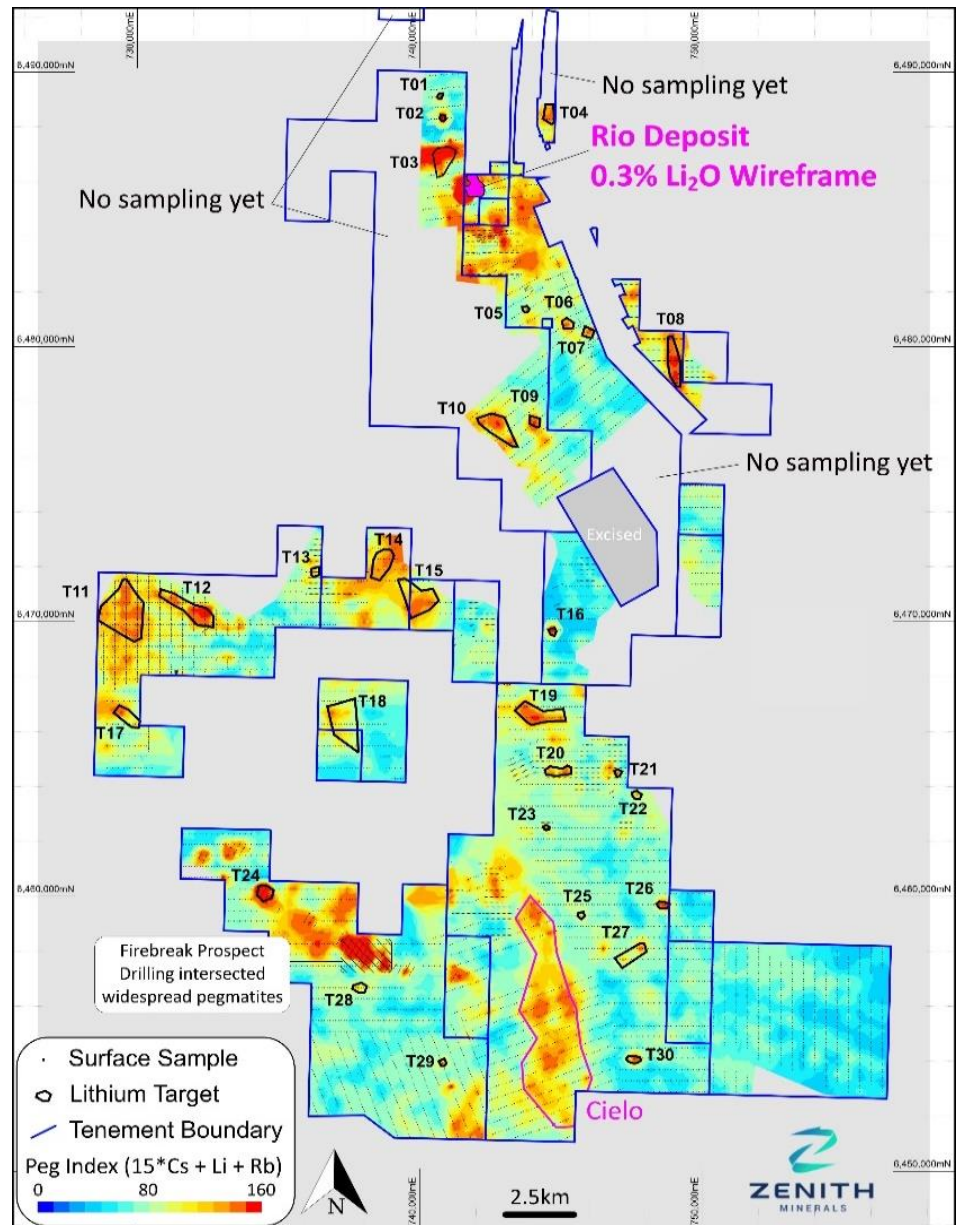 730,000mE
740,000mE
750,000mE
6,490,000mN
6,490,000mN
No sampling yet
T01
T02
T03
No sampling yet
T04
Rio Deposit
0.3% Li₂O Wireframe
No sampling yet
T05
T06
T07
T08
6,480,000mN
6,480,000mN
T10
T09
No sampling yet
Excised
T13
T14
T15
T11
T12
T16
6,470,000mN
6,470,000mN
T17
T18
T19
T20
T21
T22
T23
T24
T25
T26
T27
6,460,000mN
6,460,000mN
Firebreak Prospect
Drilling intersected
widespread pegmatites
T28
T29
T30
Cielo
Surface Sample
Lithium Target
Tenement Boundary
Peg Index (15*Cs + Li + Rb)
0 80 160
N
2.5km
6,450,000mN
740,000mE
750,000mE
ZENITH
MINERALS